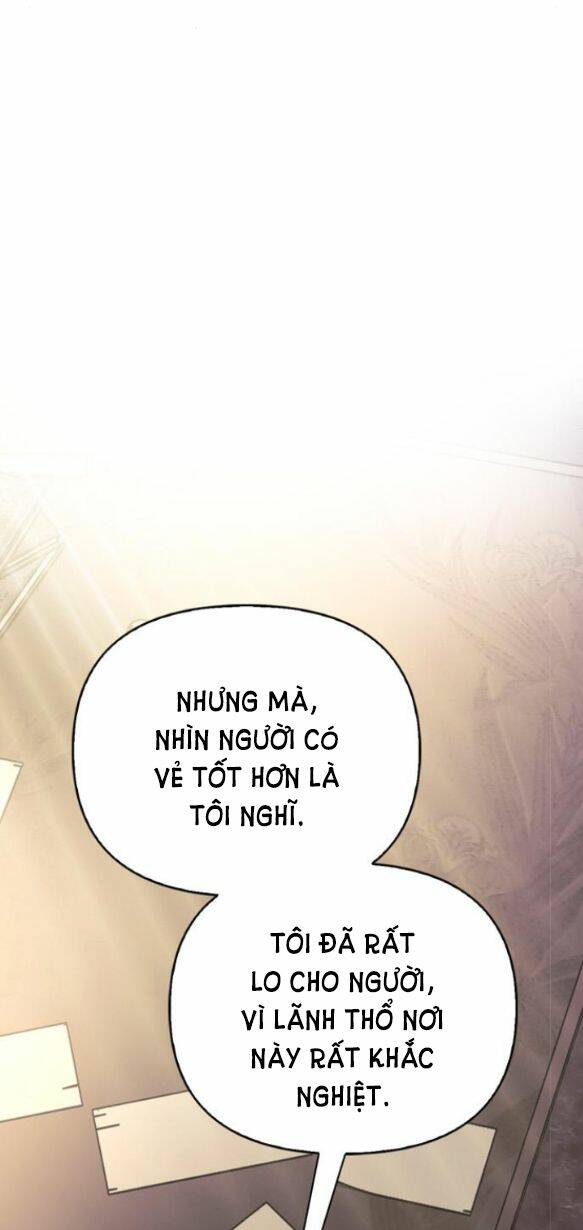 NHƯNG MÀ,
NHÌN NGƯỜI CÓ
VẺ TỐT HƠN LÀ
TÔI NGHĨ.
TÔI ĐÃ RẤT
LO CHO NGƯỜI,
VÌ LÃNH THỔ NƠI
NÀY RẤT KHẮC
NGHIỆT.